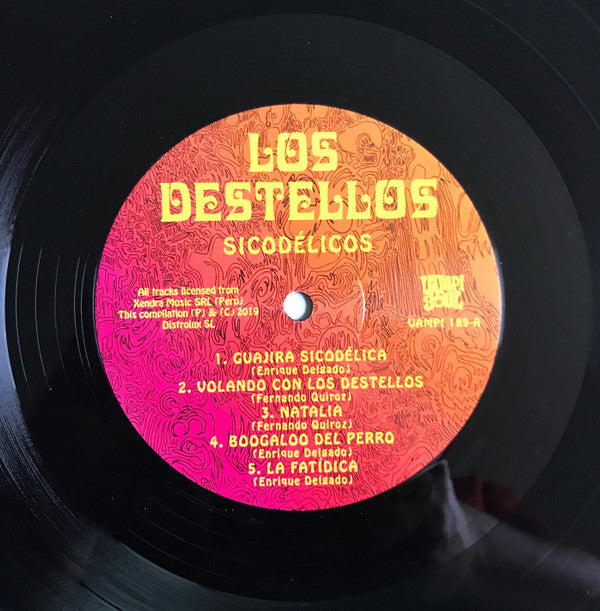 LOS
DESTELLOS
SICODÉLICOS
All tracks licensed from
Xendra Music SRL (Peru)
This compilation (P) & (C) 2019
Distrolux SL
VAMPI
SOUL
VAMPI 189-A
1. GUAJIRA SICODÉLICA
(Enrique Delgado)
2. VOLANDO CON LOS DESTELLOS
(Fernando Quiroz)
3. NATALIA
(Fernando Quiroz)
4. BOOGALOO DEL PERRO
(Enrique Delgado)
5. LA FATÍDICA
(Enrique Delgado)